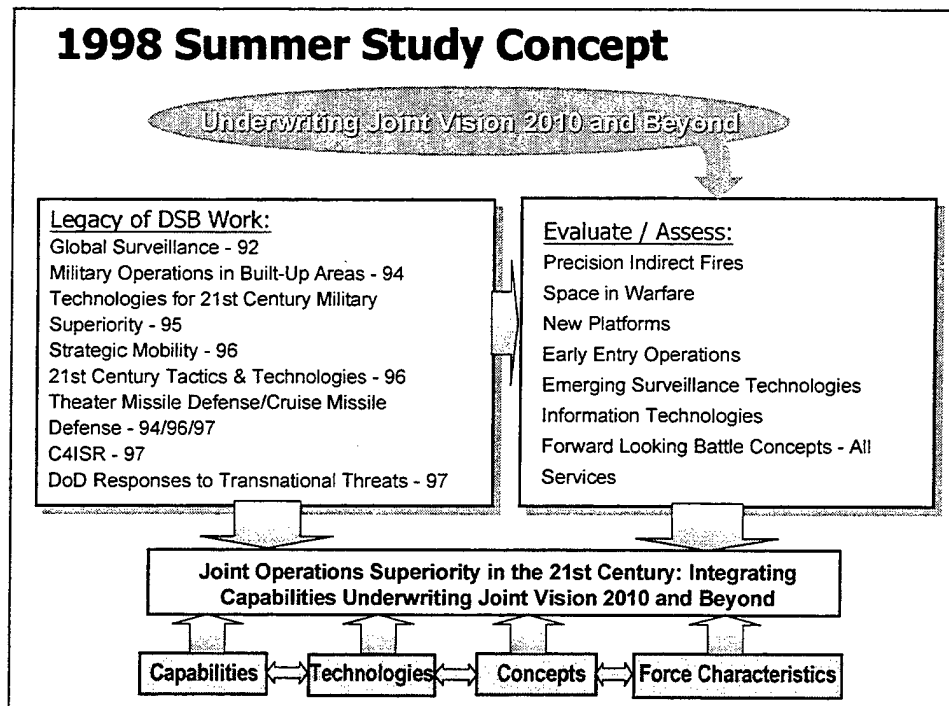 1998 Summer Study Concept
Underwriting Joint Vision 2010 and Beyond
Legacy of DSB Work:
Global Surveillance - 92
Military Operations in Built-Up Areas - 94
Technologies for 21st Century Military
Superiority - 95
Strategic Mobility - 96
21st Century Tactics & Technologies - 96
Theater Missile Defense/Cruise Missile
Defense - 94/96/97
C4ISR - 97
DoD Responses to Transnational Threats - 97
Evaluate / Assess:
Precision Indirect Fires
Space in Warfare
New Platforms
Early Entry Operations
Emerging Surveillance Technologies
Information Technologies
Forward Looking Battle Concepts - All
Services
Joint Operations Superiority in the 21st Century: Integrating
Capabilities Underwriting Joint Vision 2010 and Beyond
Capabilities
Technologies
Concepts
Force Characteristics